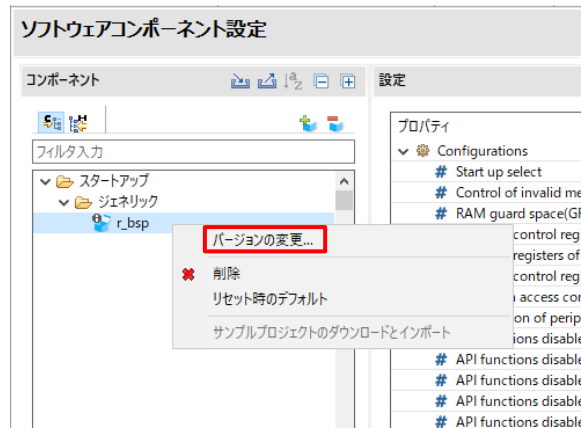 ソフトウェアコンポーネント設定
コンポーネント
設定
フィルタ入力
スタートアップ
ジェネリック
r_bsp
バージョンの変更...
削除
リセット時のデフォルト
サンプルプロジェクトのダウンロードとインポート
プロパティ
Configurations
# Start up select
# Control of invalid me
# RAM guard space(GF
control reg
registers of
control reg
access cor
on of perip
ions disable
# API functions disable
# API functions disable
# API functions disable
# API functions disable